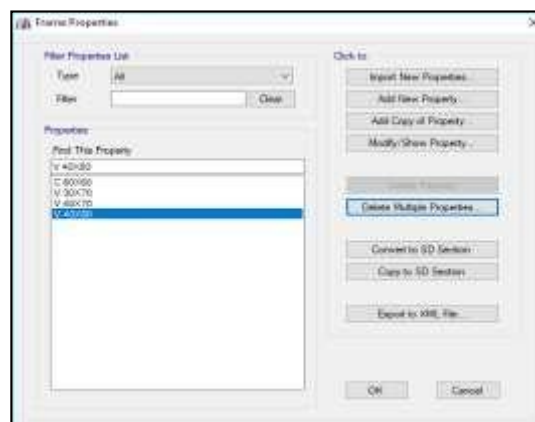 Frame Properties
Filter Properties List
Type All
Filter Clear
Properties
Find This Property
V 40X80
C 60X60
V 30X70
V 40X70
V 40X80
Click to:
Import New Properties...
Add New Property...
Add Copy of Property...
Modify/Show Property...
Delete Multiple Properties...
Convert to SD Section
Copy to SD Section
Export to XML File...
OK Cancel